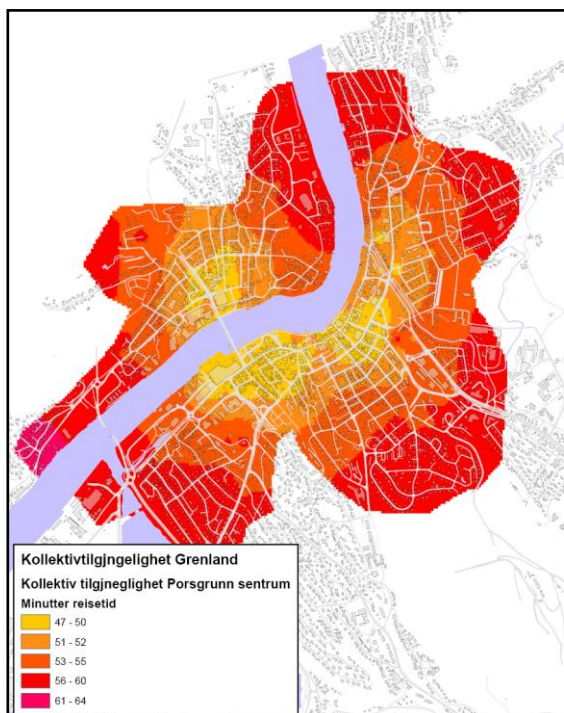 Kollektivtilgjngelighet Grenland
Kollektiv tilgjneglighet Porsgrunn sentrum
Minutter reisetid
47 - 50
51 - 52
53 - 55
56 - 60
61 - 64